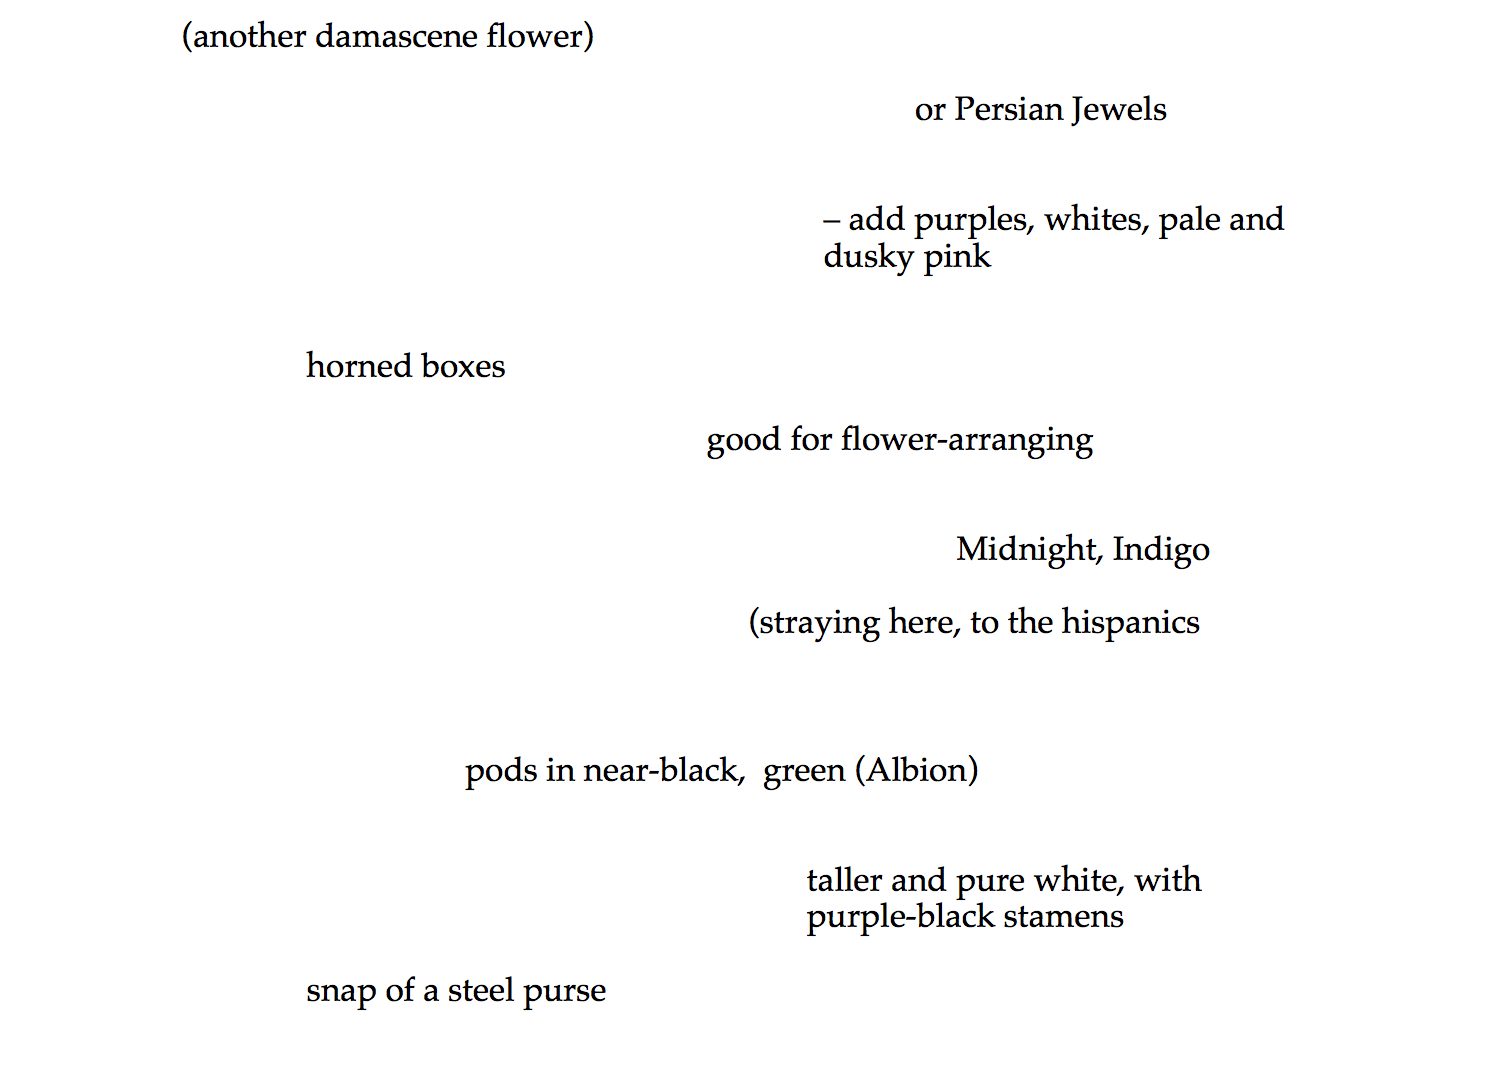 (another damascene flower)
or Persian Jewels
– add purples, whites, pale and
dusky pink
horned boxes
good for flower-arranging
Midnight, Indigo
(straying here, to the hispanics
pods in near-black,  green (Albion)
taller and pure white, with
purple-black stamens
snap of a steel purse